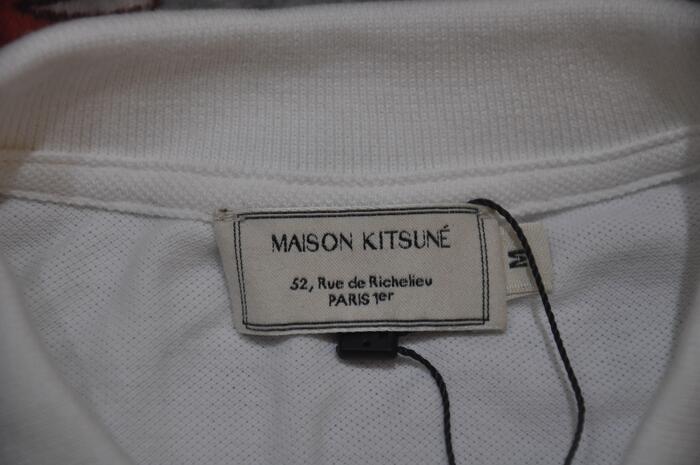 MAISON KITSUNÉ
52, Rue de Richelieu
PARIS 1er
M